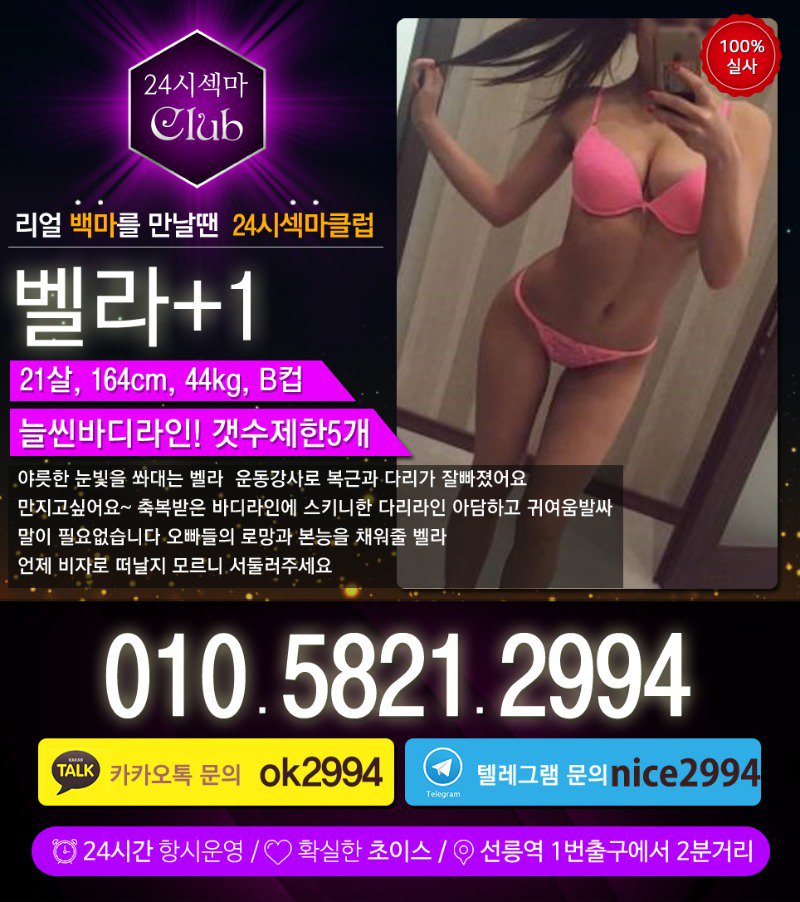 24시섹마
Club
100%
실사
리얼 백마를 만날땐 24시섹마클럽
벨라+1
21살, 164cm, 44kg, B컵
늘씬바디라인! 갯수제한5개
야릇한 눈빛을 쏴대는 벨라 운동강사로 복근과 다리가 잘빠졌어요
만지고싶어요~ 축복받은 바디라인에 스키니한 다리라인 아담하고 귀여움발싸
말이 필요없습니다 오빠들의 로망과 본능을 채워줄 벨라
언제 비자로 떠날지 모르니 서둘러주세요
010.5821.2994
KAKAO
TALK 카카오톡 문의 ok2994
Telegram 텔레그램 문의 nice2994
24시간 항시운영 / 확실한 초이스 / 선릉역 1번출구에서 2분거리